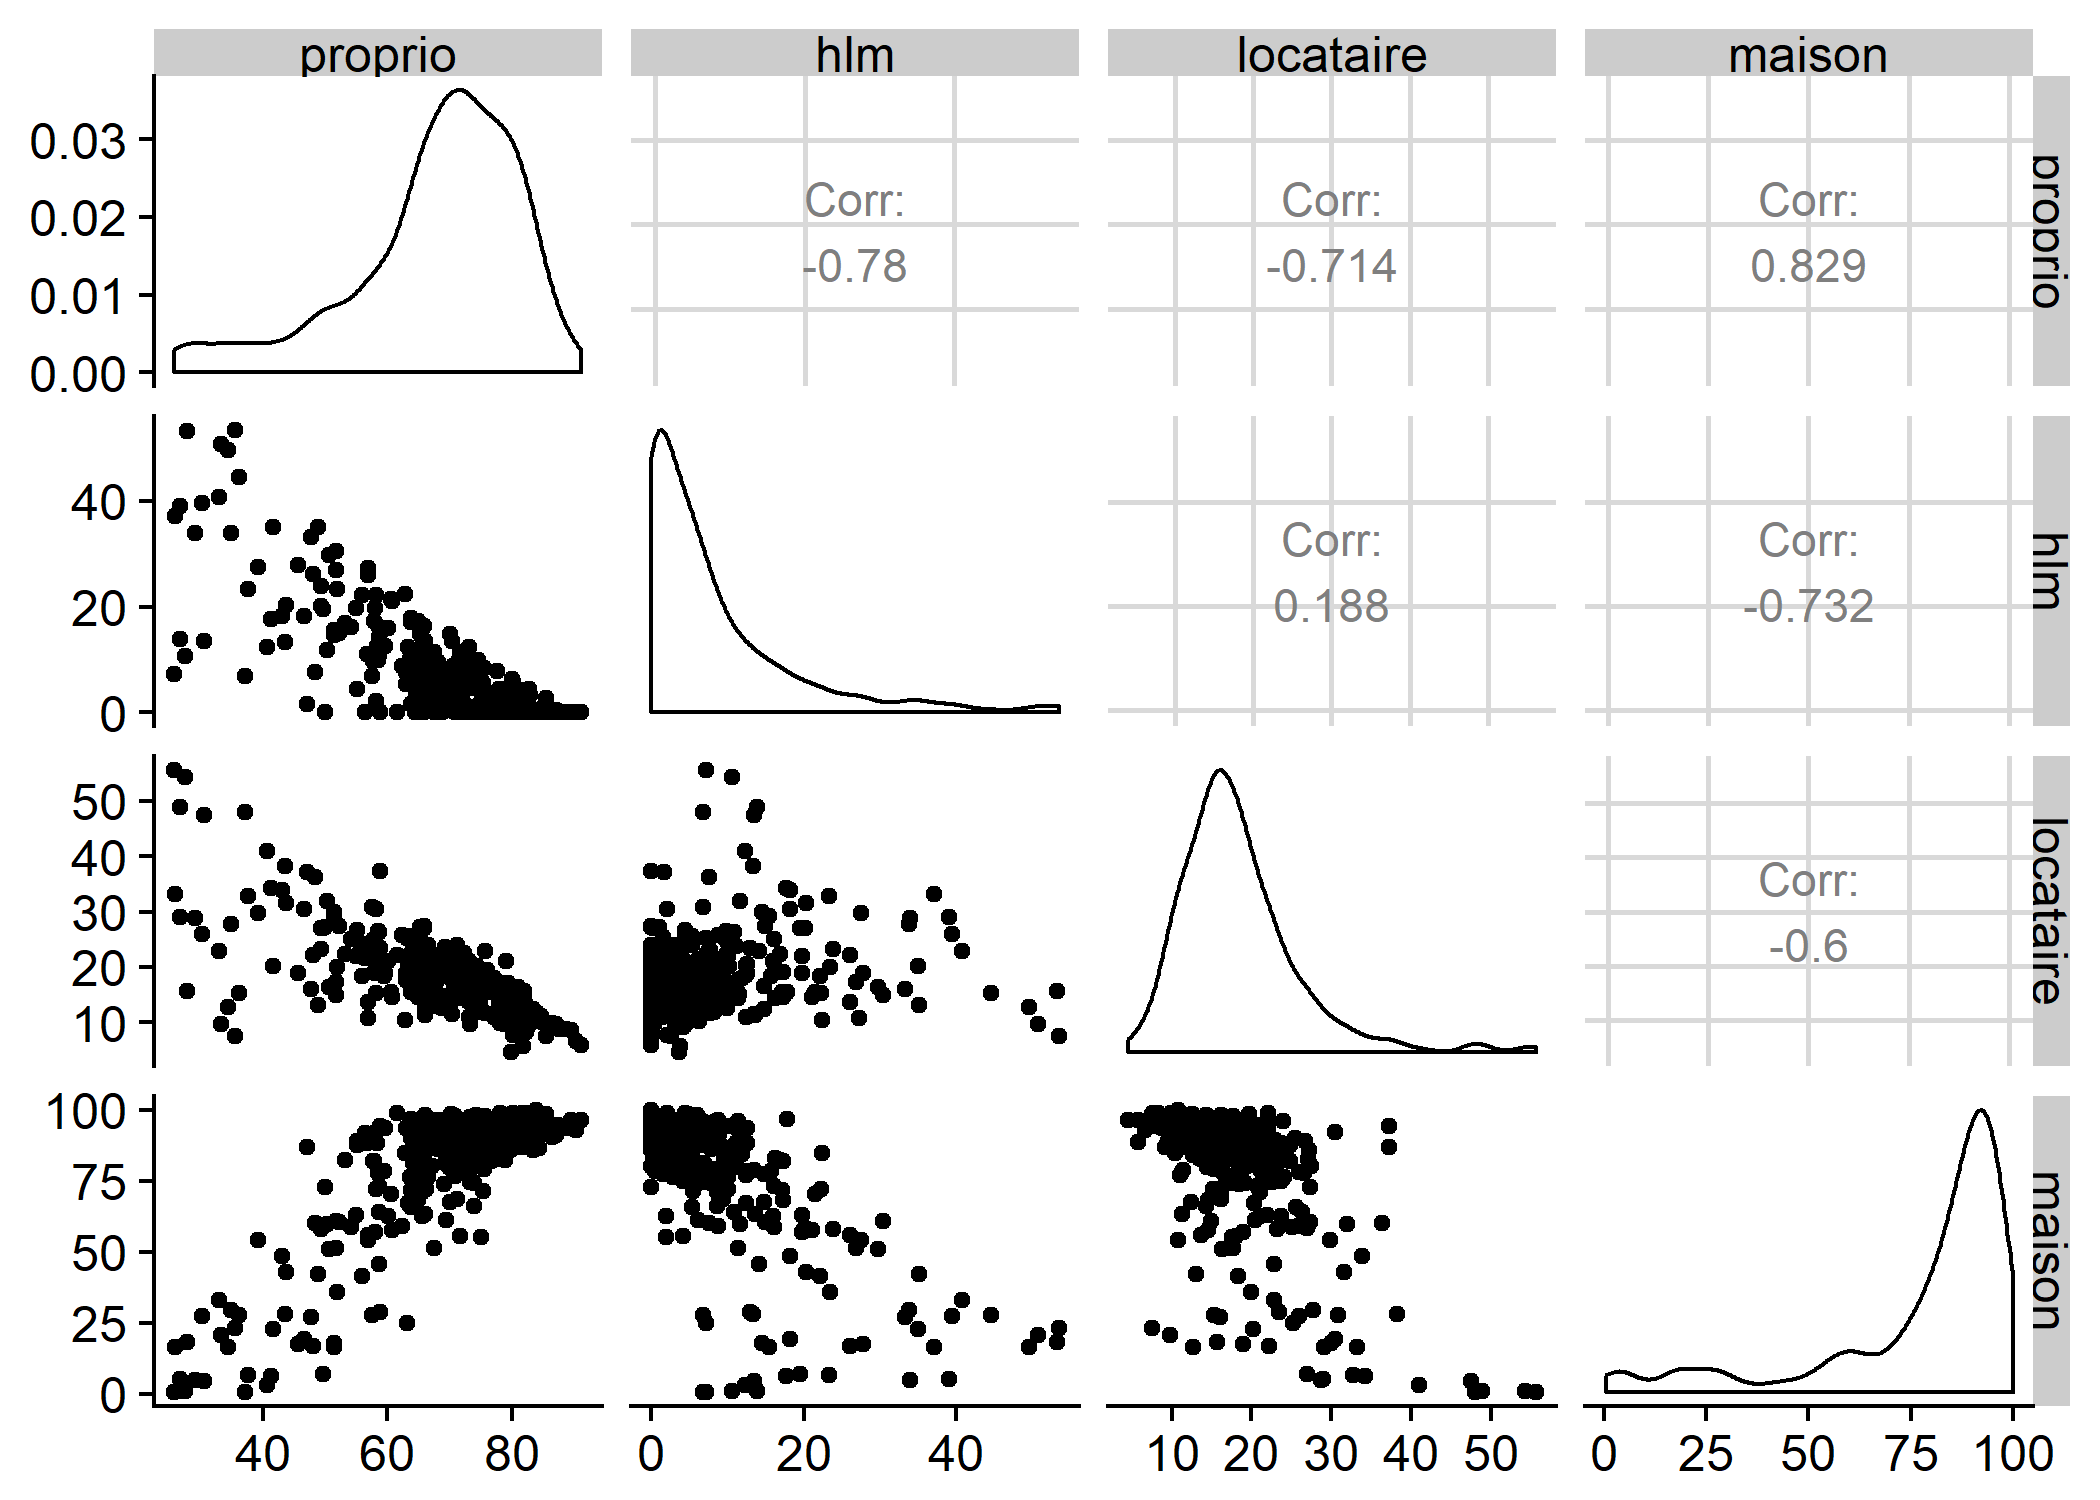 proprio hlm locataire maison
0.03
0.02
0.01
0.00
Corr:
-0.78
Corr:
-0.714
Corr:
0.829
proprio
40
20
0
Corr:
0.188
Corr:
-0.732
hlm
50
40
30
20
10
Corr:
-0.6
locataire
100
75
50
25
0
maison
40 60 80 0 20 40 10 20 30 40 50 0 25 50 75 100